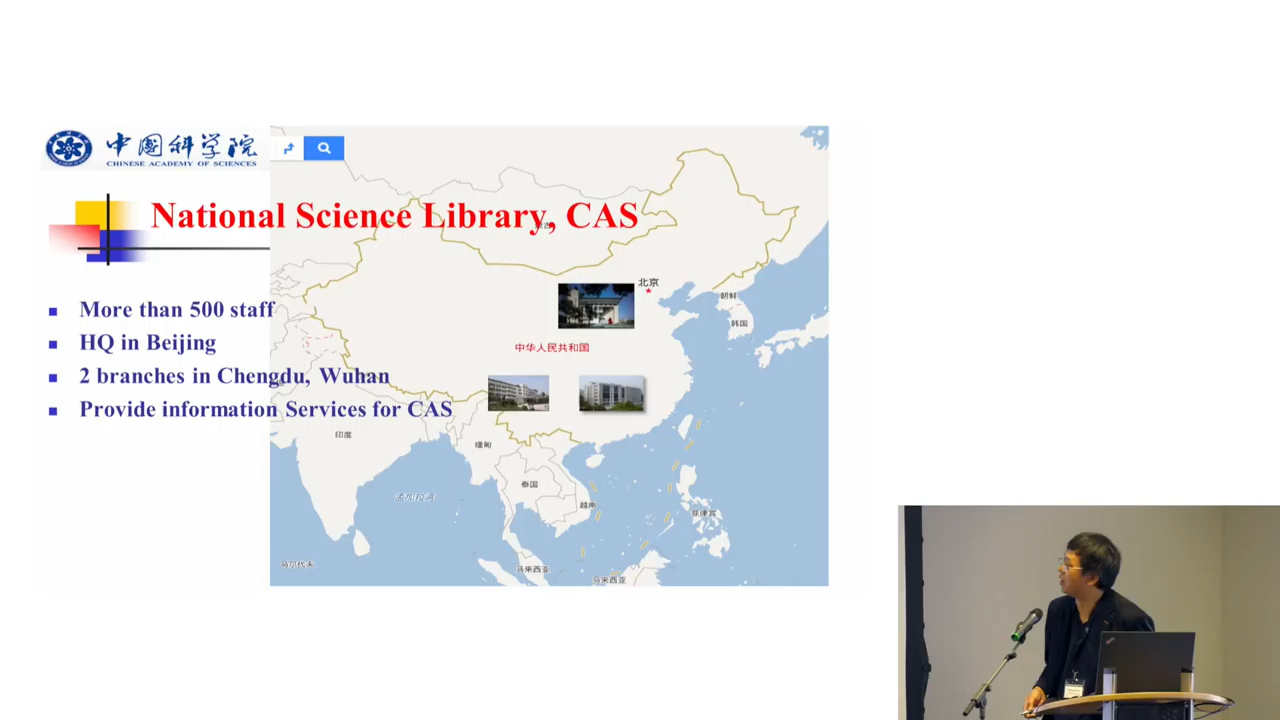 中国科学院
CHINESE ACADEMY OF SCIENCES
National Science Library, CAS
More than 500 staff
HQ in Beijing
2 branches in Chengdu, Wuhan
Provide information Services for CAS
北京
朝鲜
韩国
中华人民共和国
印度
缅甸
孟加拉湾
泰国
越南
菲律宾
马尔代夫
马来西亚
马来西亚